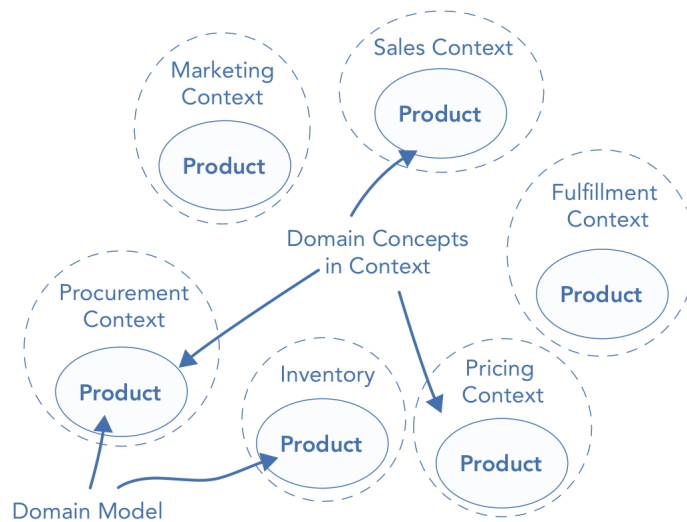 Sales Context
Product
Marketing
Context
Product
Fulfillment
Context
Product
Domain Concepts
in Context
Procurement
Context
Product
Inventory
Product
Pricing
Context
Product
Domain Model